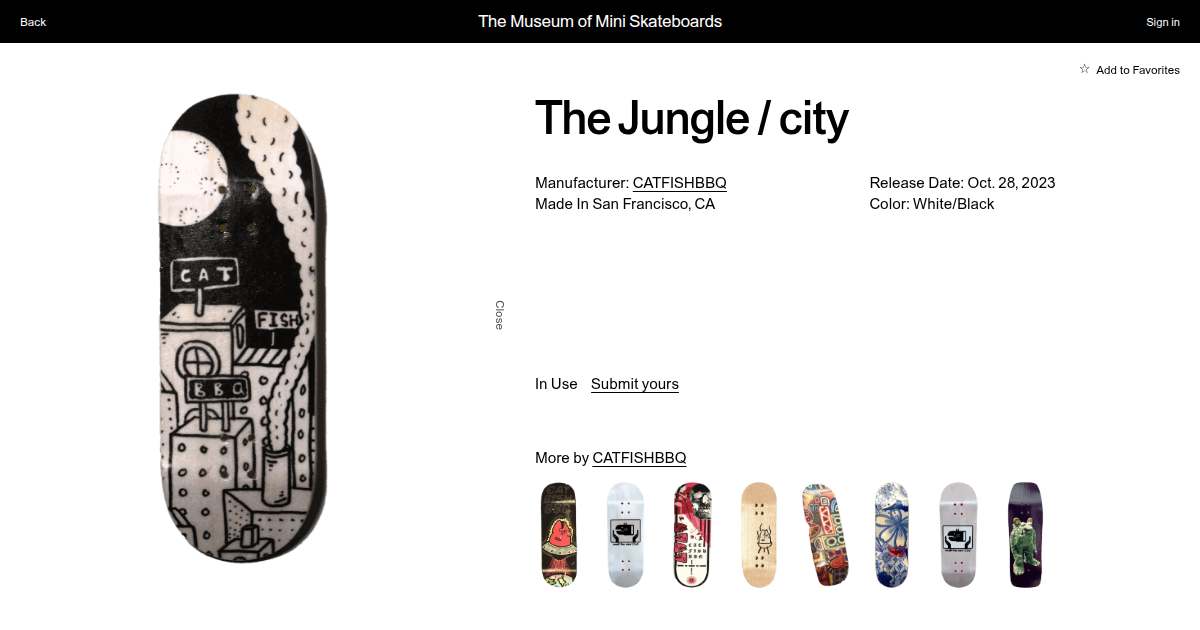 Back
The Museum of Mini Skateboards
Sign in
☆ Add to Favorites
The Jungle / city
Manufacturer: CATFISHBBQ
Made In San Francisco, CA
Release Date: Oct. 28, 2023
Color: White/Black
CAT
FISH
BBQ
Close
In Use Submit yours
More by CATFISHBBQ